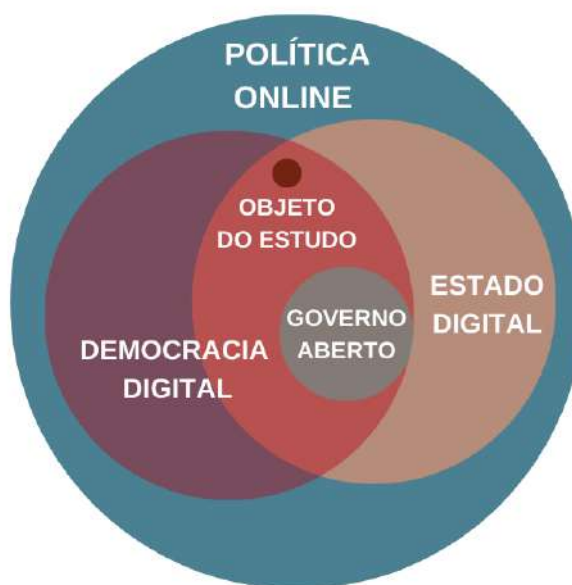 POLÍTICA
ONLINE
OBJETO
DO ESTUDO
ESTADO
DIGITAL
GOVERNO
ABERTO
DEMOCRACIA
DIGITAL